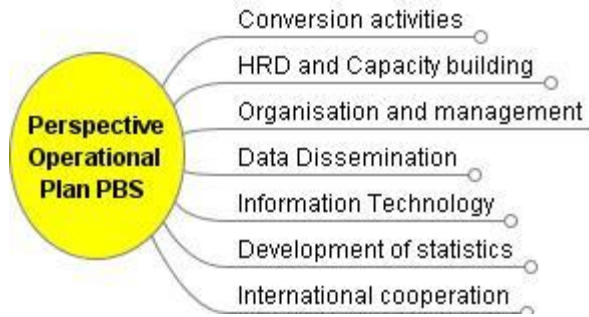 Conversion activities
HRD and Capacity building
Organisation and management
Perspective
Operational
Plan PBS
Data Dissemination
Information Technology
Development of statistics
International cooperation